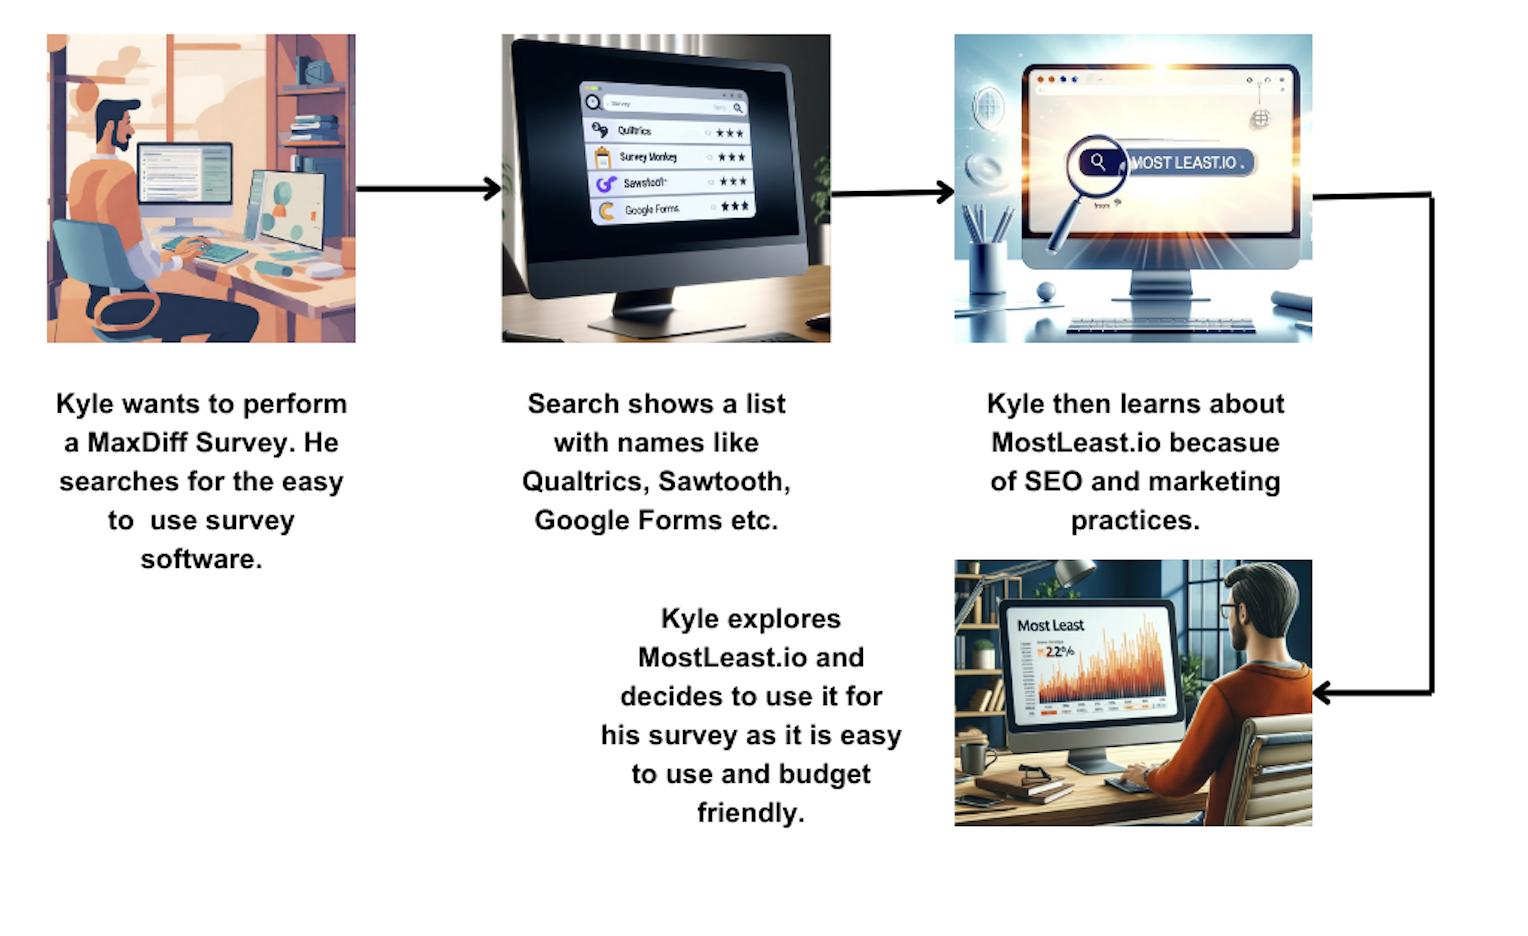 Survey
Qulltrics
Survey Monkey
Google Forms
MOST LEAST.IO .
Kyle wants to perform
a MaxDiff Survey. He
searches for the easy
to  use survey
software.
Search shows a list
with names like
Qualtrics, Sawtooth,
Google Forms etc.
Kyle then learns about
MostLeast.io becasue
of SEO and marketing
practices.
Kyle explores
MostLeast.io and
decides to use it for
his survey as it is easy
to use and budget
friendly.
Most Least
22%